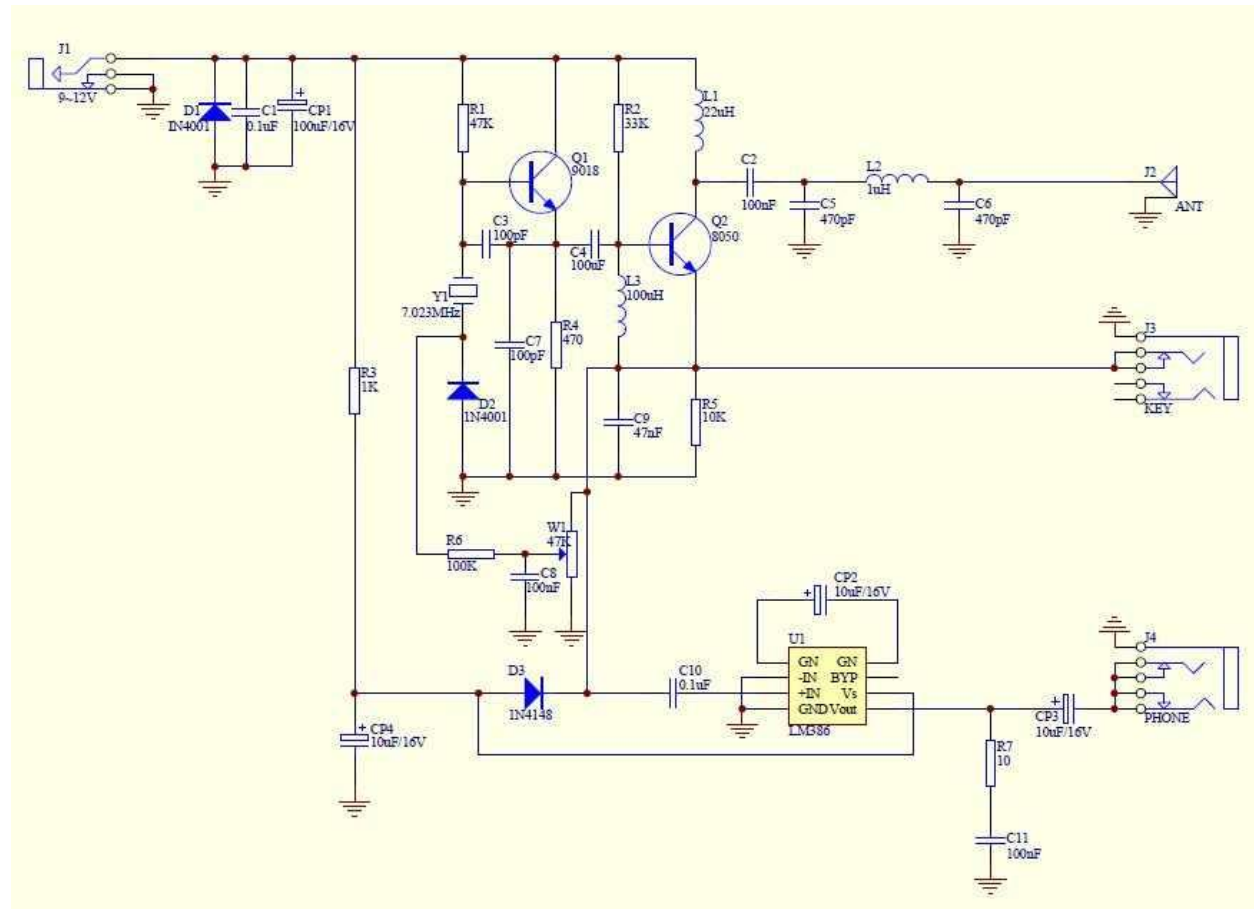 J1
9~12V
D1
IN4001
C1
0.1uF
CP1
100uF/16V
R1
47K
Q1
9018
R2
33K
L1
22uH
C2
100nF
L2
1uH
C5
470pF
C6
470pF
J2
ANT
C3
100pF
C4
100uF
Q2
8050
Y1
7.023MHz
L3
100uH
R4
470
C7
100pF
J3
KEY
R3
1K
D2
1N4001
C9
47nF
R5
10K
W1
47K
R6
100K
C8
100nF
CP2
10uF/16V
U1
GN GN
-IN BYP
+IN Vs
GND Vout
LM386
D3
1N4148
C10
0.1uF
CP4
10uF/16V
J4
PHONE
CP3
10uF/16V
R7
10
C11
100nF